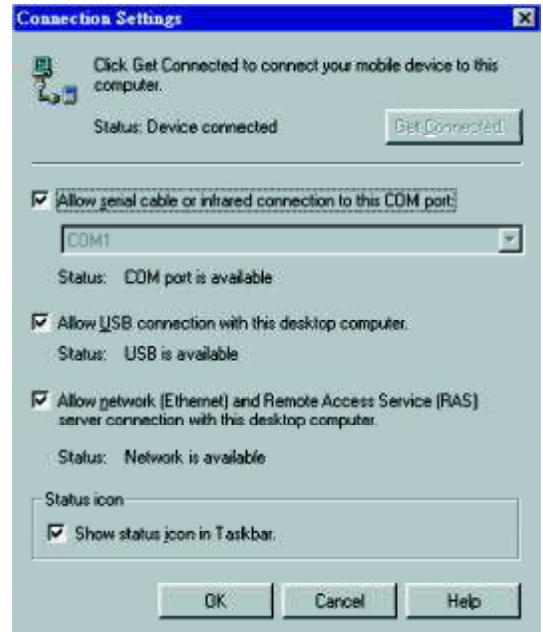 Connection Settings
Click Get Connected to connect your mobile device to this
computer.
Status: Device connected
Get Connected
Allow serial cable or infrared connection to this COM port:
COM1
Status: COM port is available
Allow USB connection with this desktop computer.
Status: USB is available
Allow network (Ethernet) and Remote Access Service (RAS)
server connection with this desktop computer.
Status: Network is available
Status icon
Show status icon in Taskbar.
OK
Cancel
Help